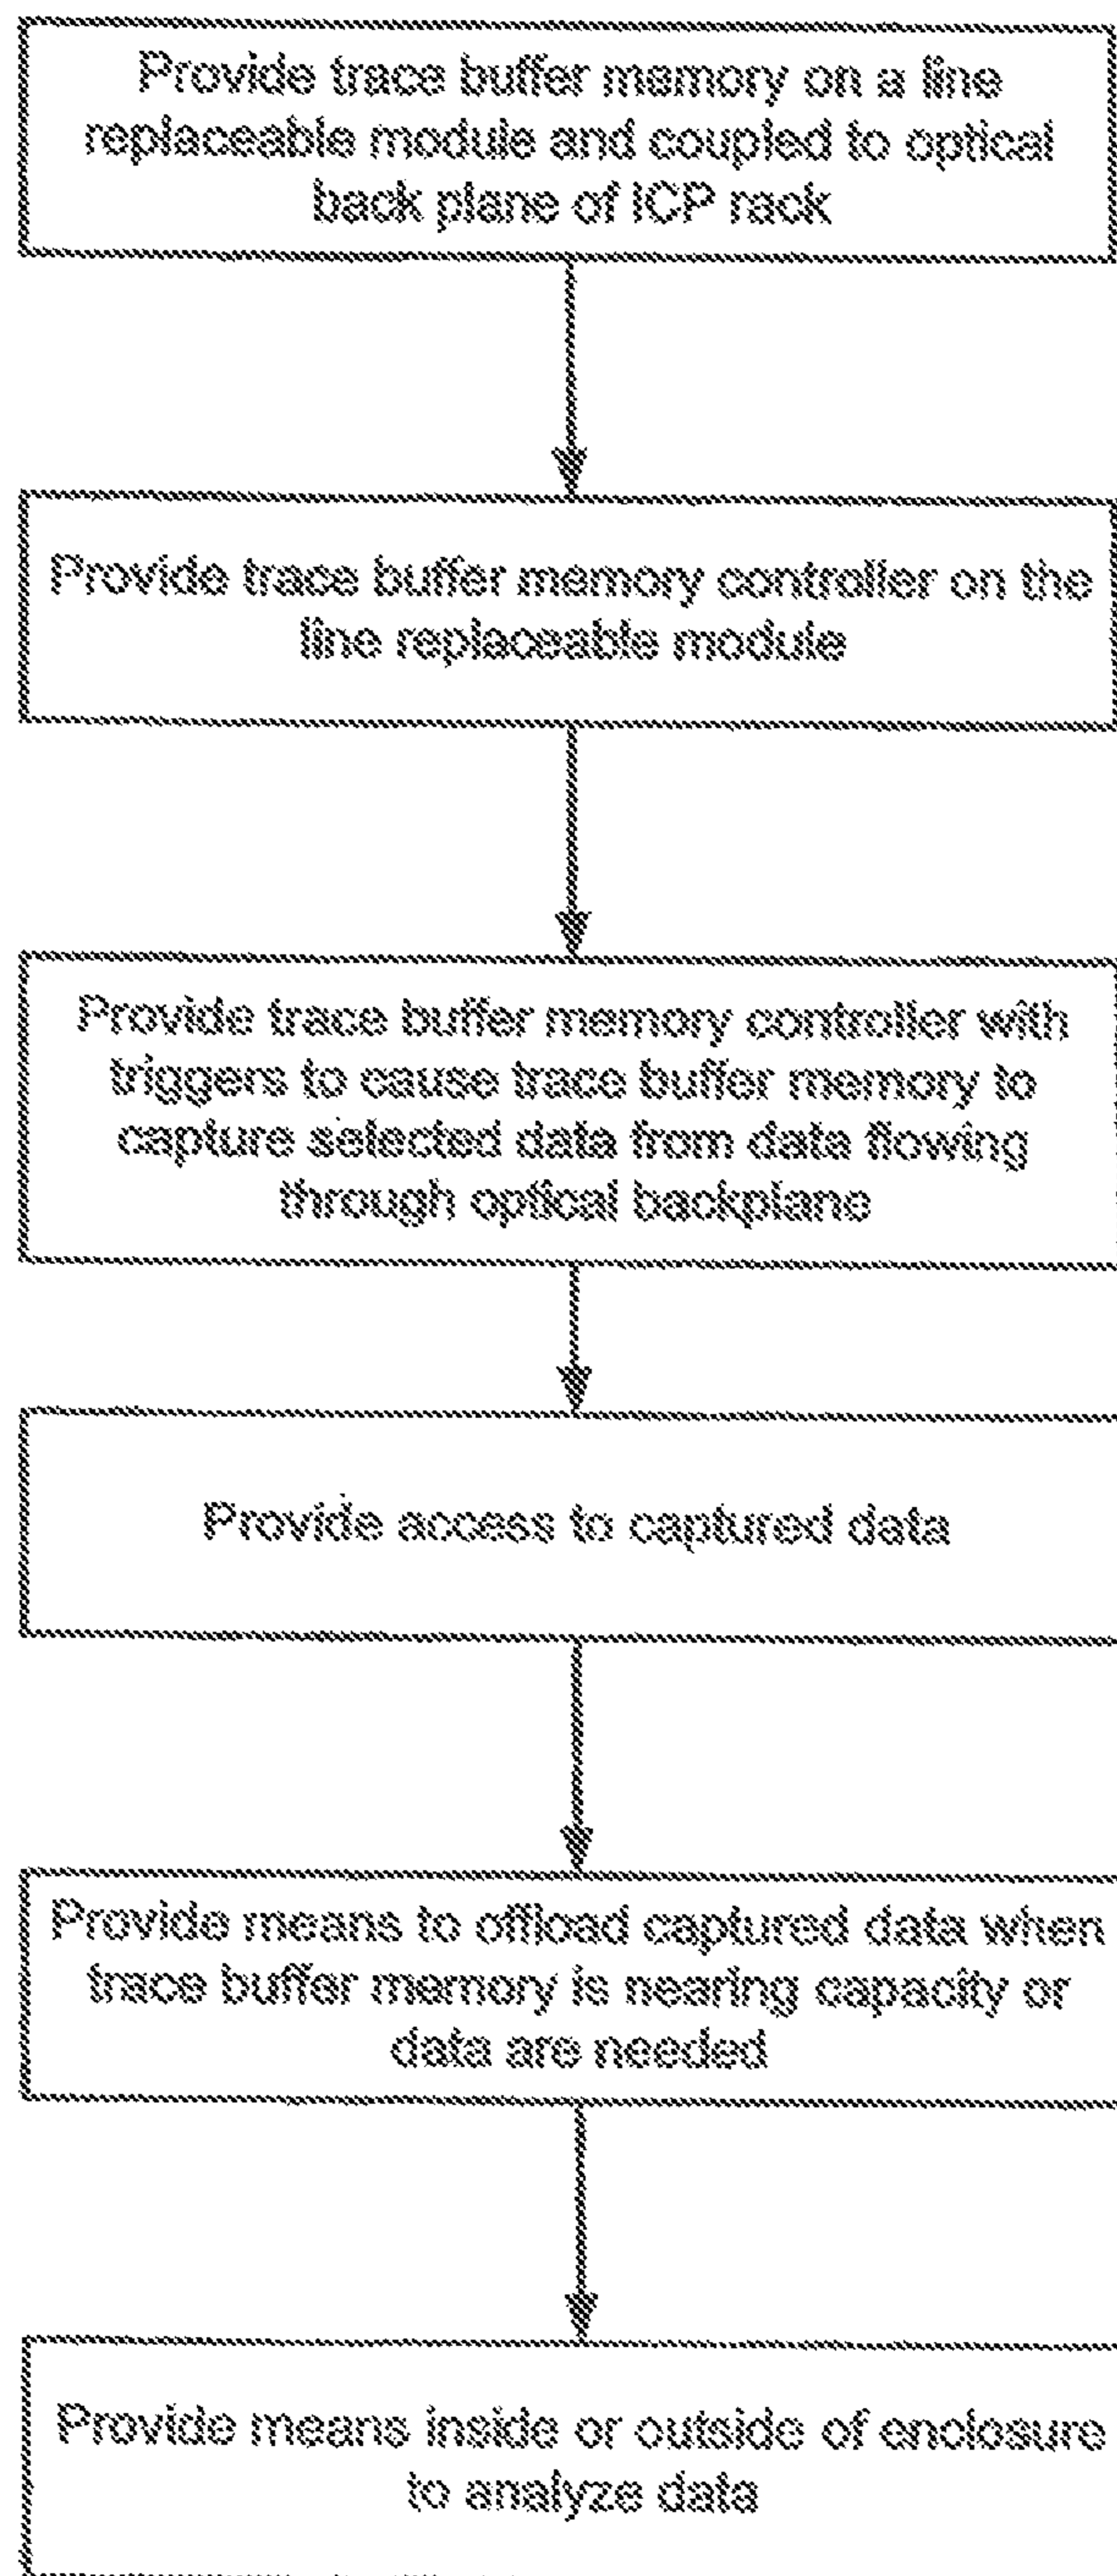 Provide trace buffer memory on a line
replaceable module and coupled to optical
back plane of ICP rack
Provide trace buffer memory controller on the
line replaceable module
Provide trace buffer memory controller with
triggers to cause trace buffer memory to
capture selected data from data flowing
through optical backplane
Provide access to captured data
Provide means to offload captured data when
trace buffer memory is nearing capacity or
data are needed
Provide means inside or outside of enclosure
to analyze data